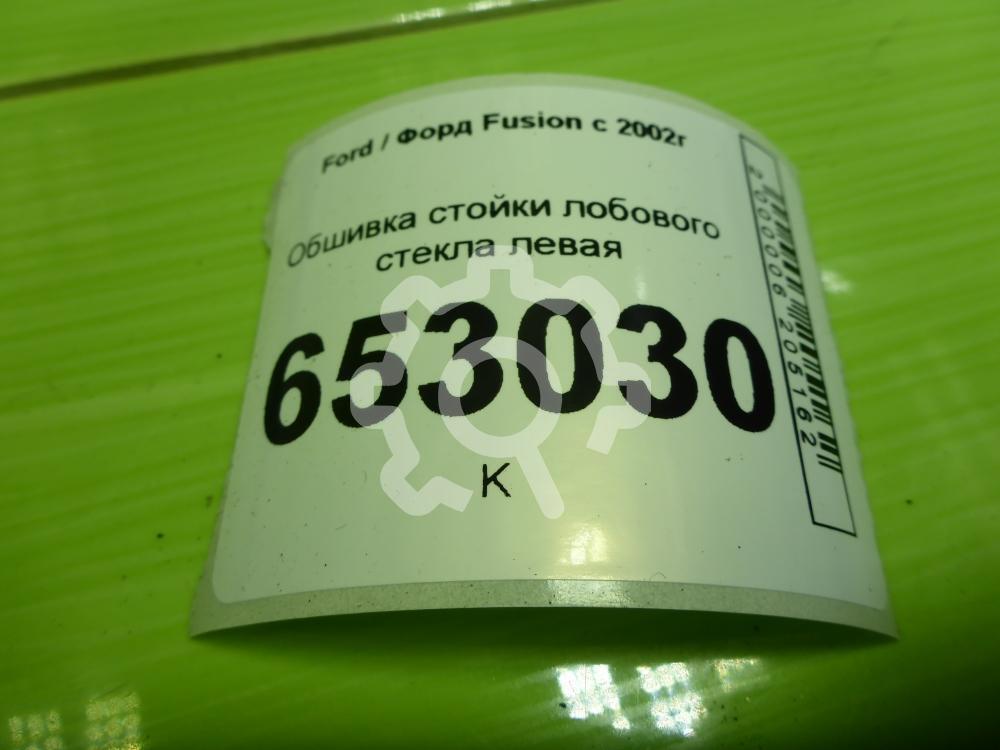 Ford / Форд Fusion с 2002г
Обшивка стойки лобового
стекла левая
653030
К
2000006205162